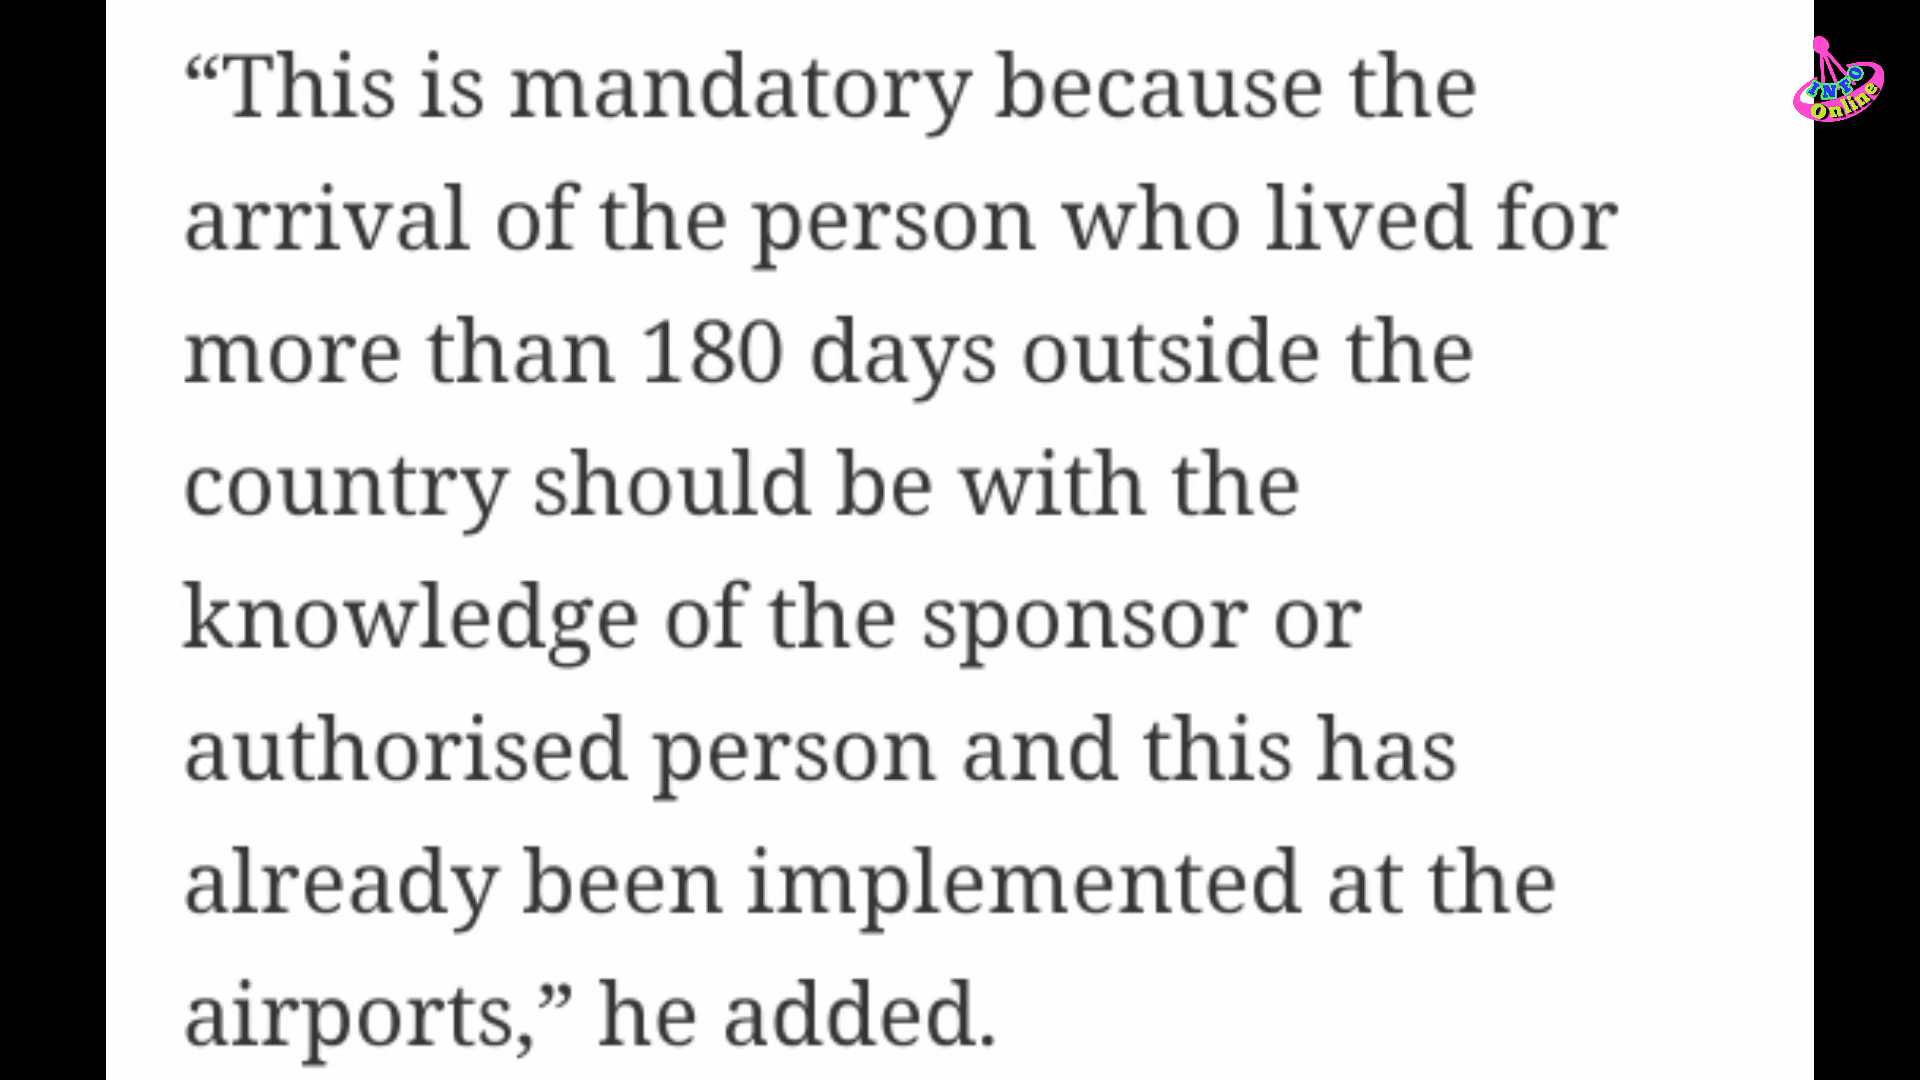 “This is mandatory because the
arrival of the person who lived for
more than 180 days outside the
country should be with the
knowledge of the sponsor or
authorised person and this has
already been implemented at the
airports,” he added.
INFO
Online